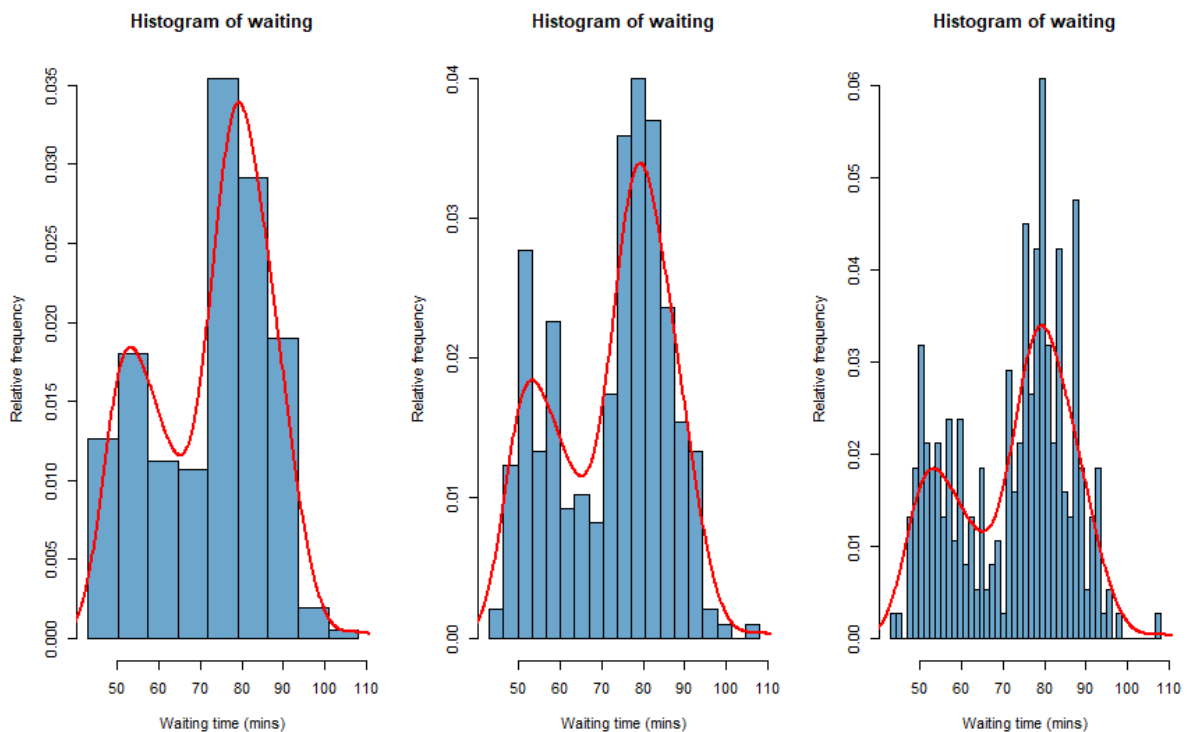 Histogram of waiting
Relative frequency
0.035
0.030
0.025
0.020
0.015
0.010
0.005
0.000
50 60 70 80 90 100 110
Waiting time (mins)
Histogram of waiting
Relative frequency
0.04
0.03
0.02
0.01
0.00
50 60 70 80 90 100 110
Waiting time (mins)
Histogram of waiting
Relative frequency
0.06
0.05
0.04
0.03
0.02
0.01
0.00
50 60 70 80 90 100 110
Waiting time (mins)